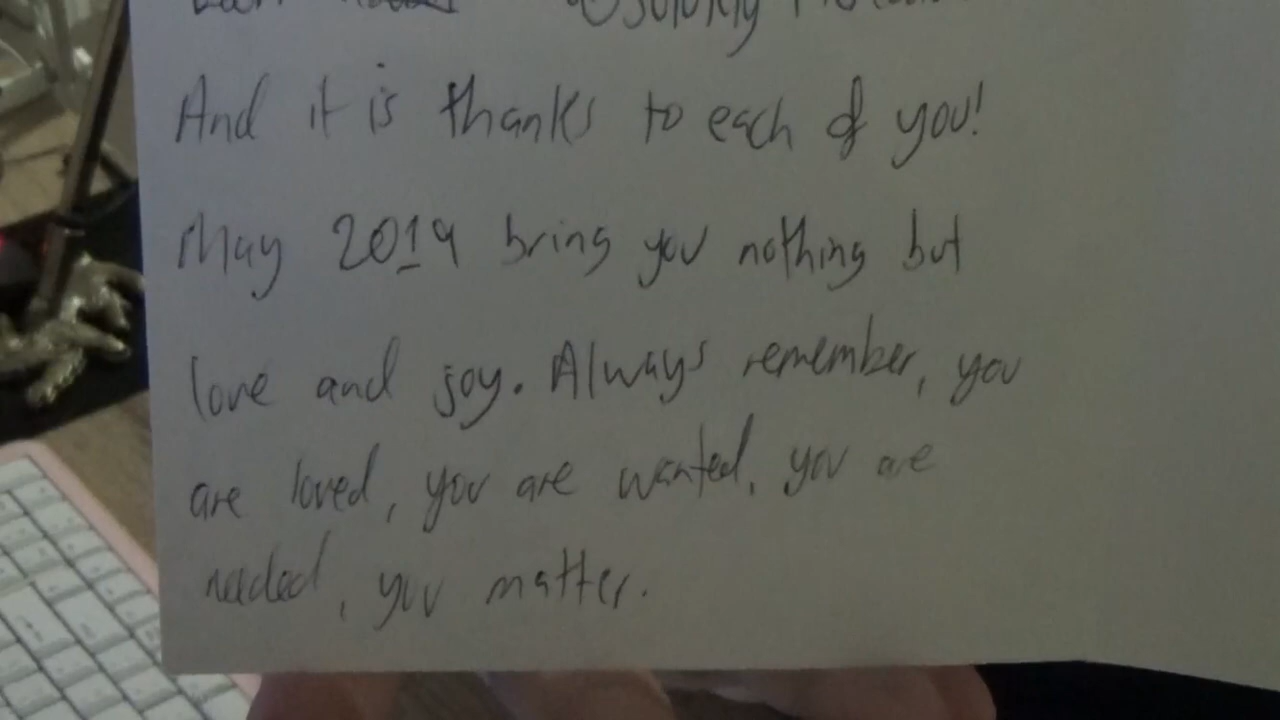 And it is thanks to each of you!
May 2019 bring you nothing but
love and joy. Always remember, you
are loved, you are wanted, you are
needed, you matter.